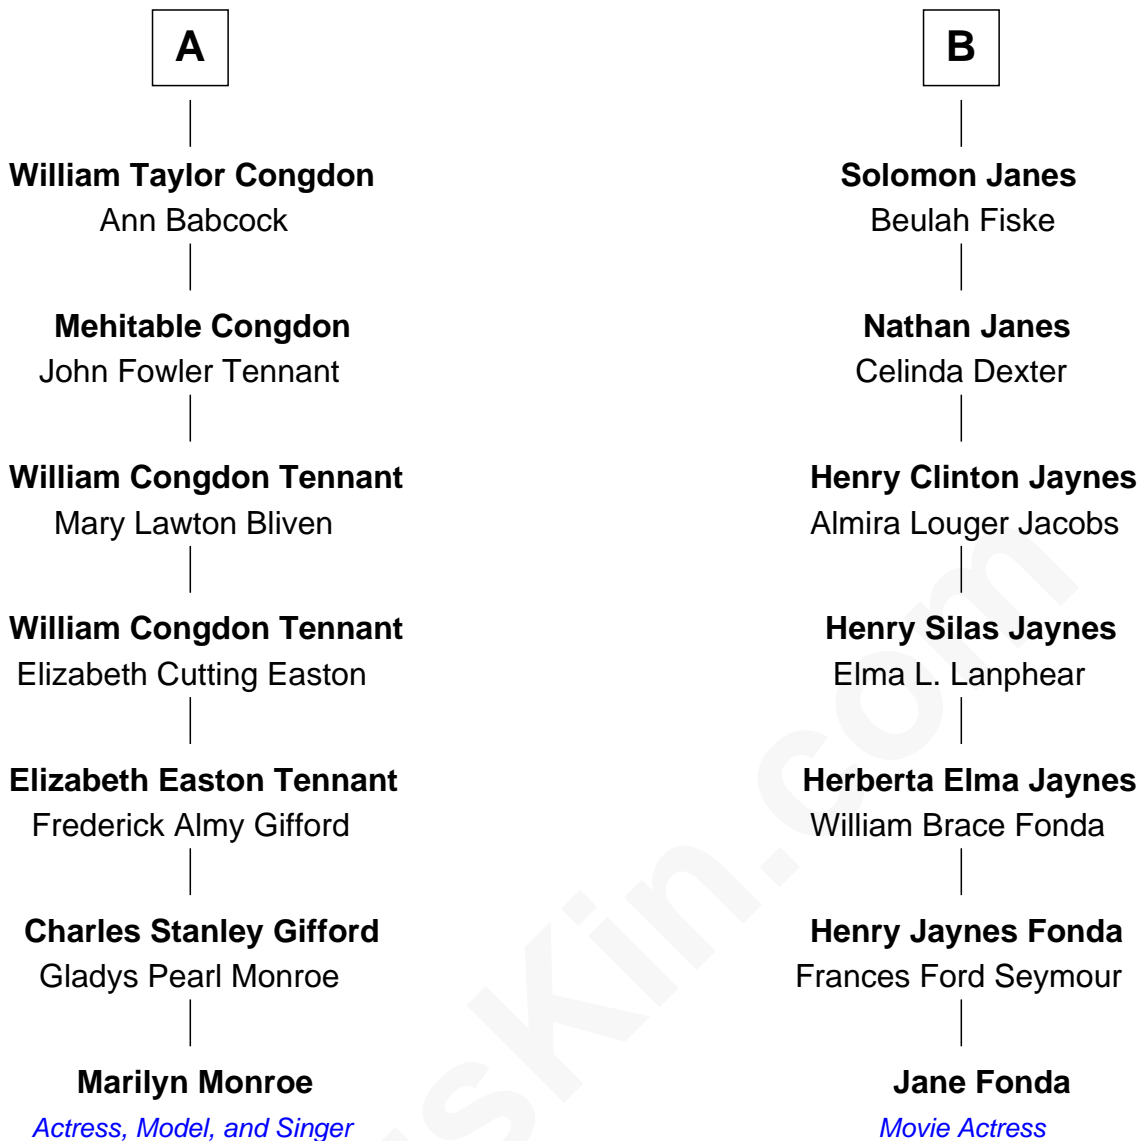 A
B
William Taylor Congdon
Ann Babcock
Solomon Janes
Beulah Fiske
Mehitable Congdon
John Fowler Tennant
Nathan Janes
Celinda Dexter
William Congdon Tennant
Mary Lawton Bliven
Henry Clinton Jaynes
Almira Louger Jacobs
William Congdon Tennant
Elizabeth Cutting Easton
Henry Silas Jaynes
Elma L. Lanphear
Elizabeth Easton Tennant
Frederick Almy Gifford
Herberta Elma Jaynes
William Brace Fonda
Charles Stanley Gifford
Gladys Pearl Monroe
Henry Jaynes Fonda
Frances Ford Seymour
Marilyn Monroe
Actress, Model, and Singer
Jane Fonda
Movie Actress
usKin.com